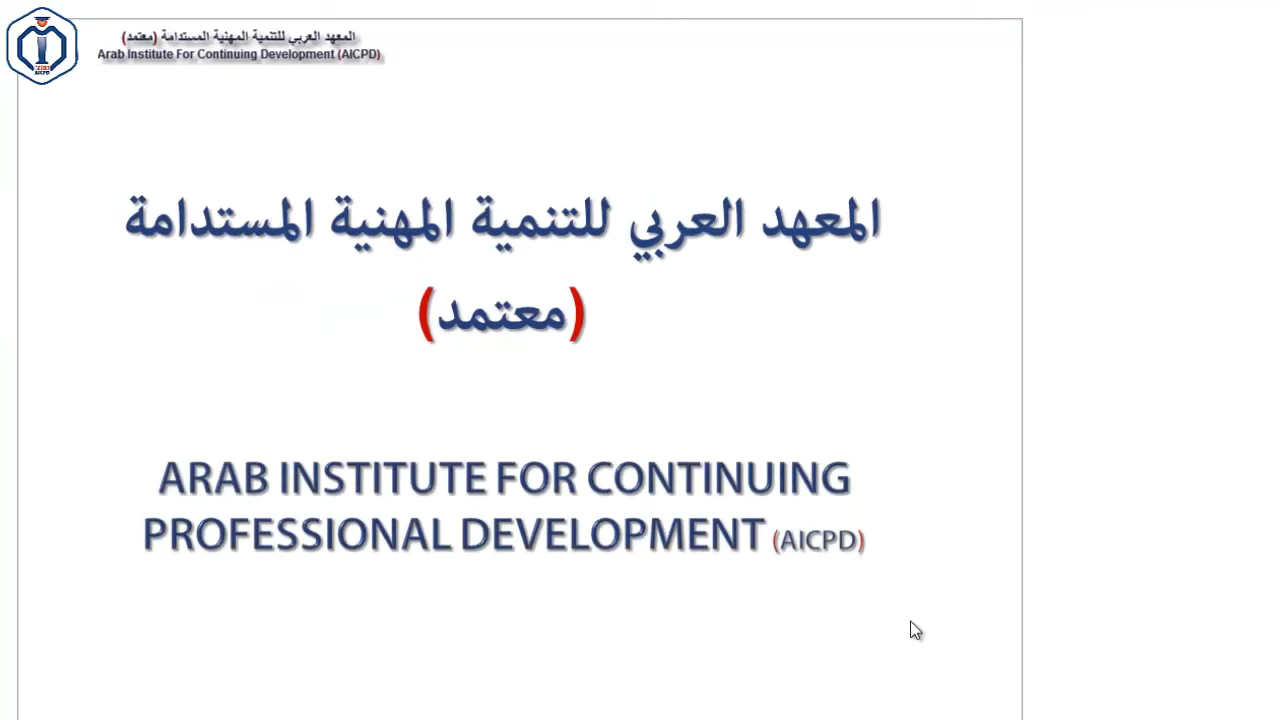 المعهد العربي للتنمية المهنية المستدامة (معتمد)
Arab Institute For Continuing Development (AICPD)
AICPD
المعهد العربي للتنمية المهنية المستدامة
(معتمد)
ARAB INSTITUTE FOR CONTINUING
PROFESSIONAL DEVELOPMENT (AICPD)